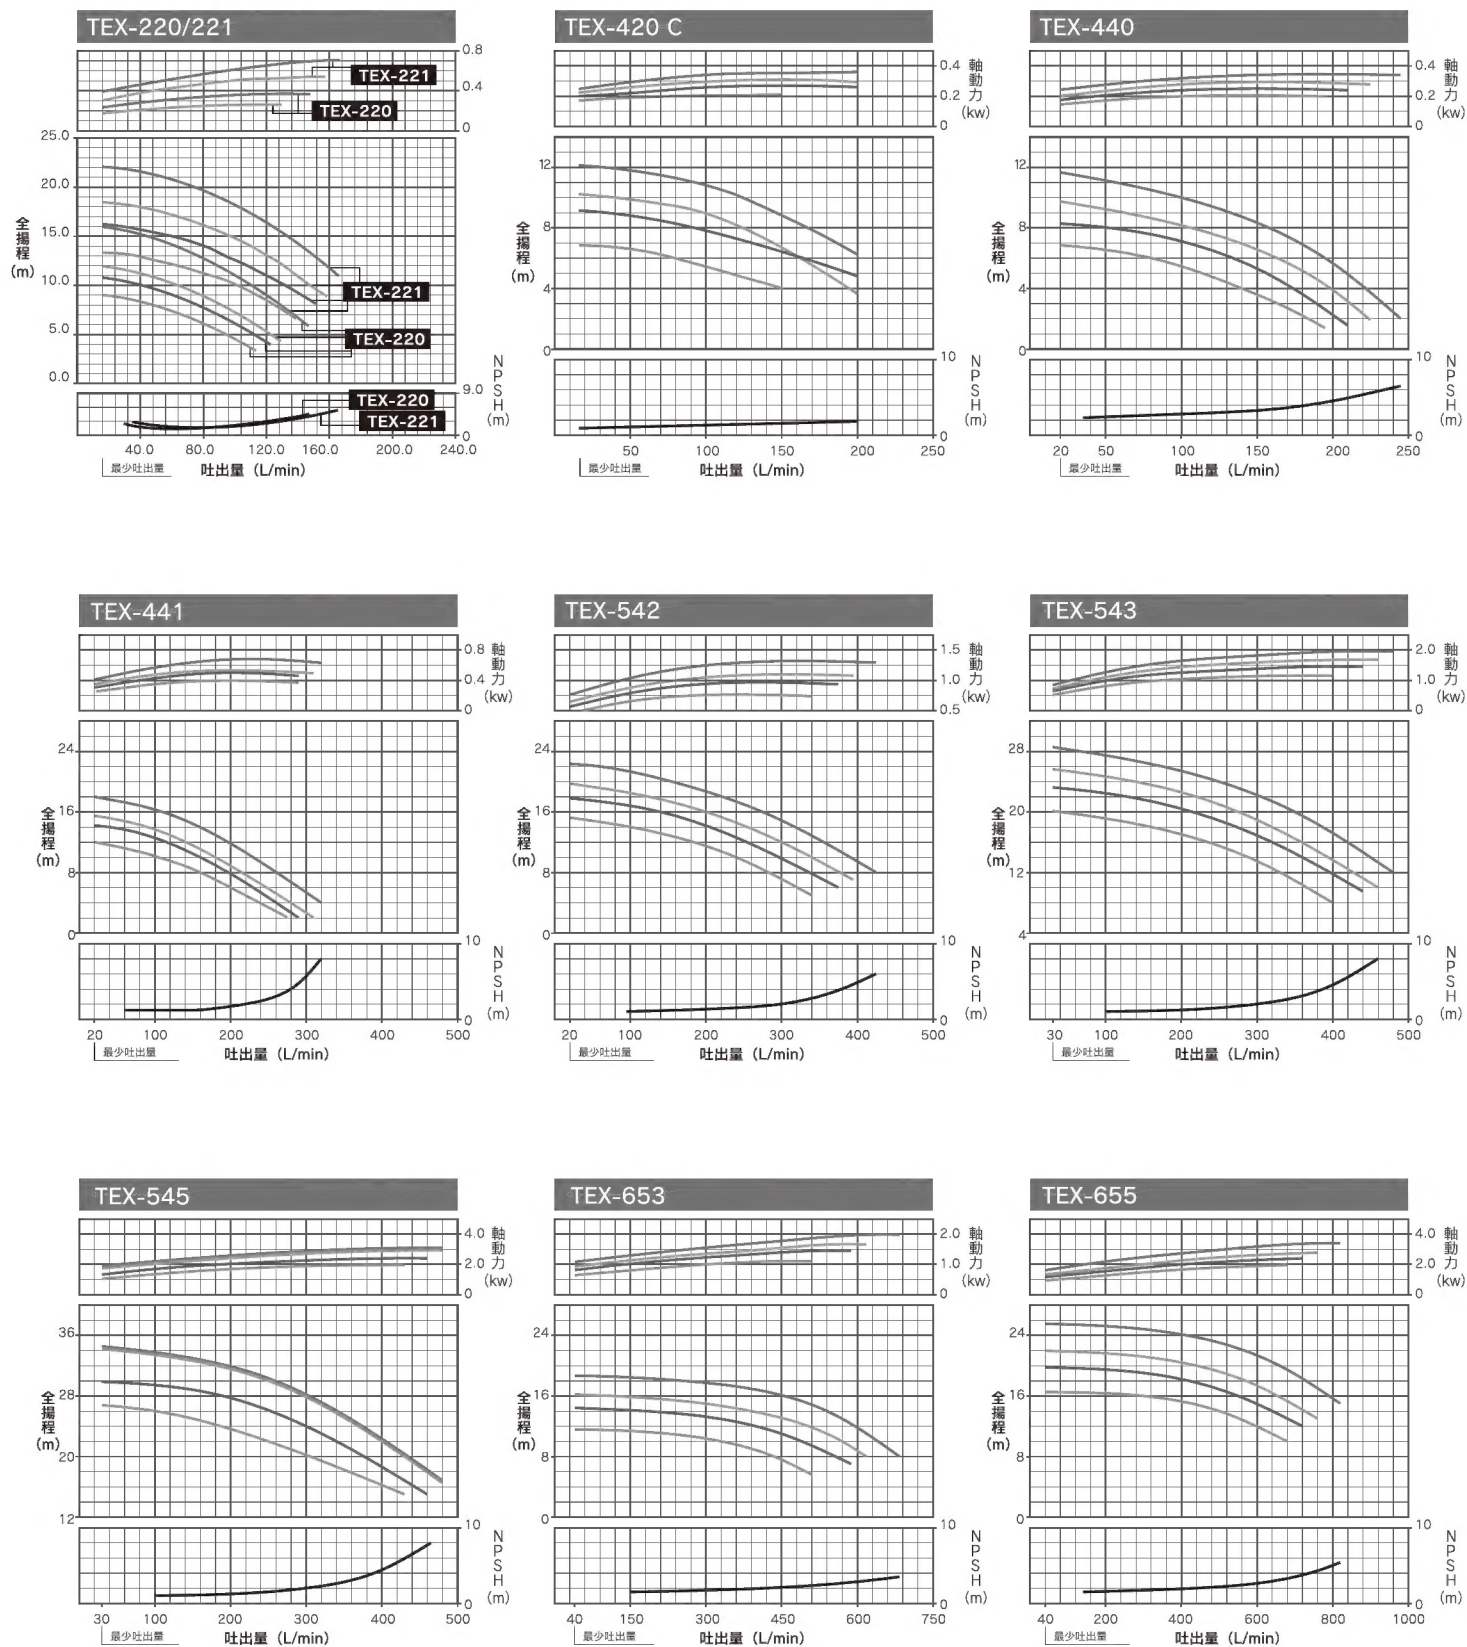 TEX-220/221
0.8
0.4
0
TEX-221
TEX-220
25.0
20.0
15.0
10.0
5.0
0.0
全揚程
(m)
TEX-221
TEX-220
NPSH
(m)
9.0
0
TEX-220
TEX-221
40.0 80.0 120.0 160.0 200.0 240.0
最少吐出量
吐出量 (L/min)
TEX-420 C
0.4
0.2
0
軸動力
(kw)
12
8
4
0
全揚程
(m)
10
0
NPSH
(m)
50 100 150 200 250
最少吐出量
吐出量 (L/min)
TEX-440
0.4
0.2
0
軸動力
(kw)
12
8
4
0
全揚程
(m)
10
0
NPSH
(m)
20 50 100 150 200 250
最少吐出量
吐出量 (L/min)
TEX-441
0.8
0.4
0
軸動力
(kw)
24
16
8
0
全揚程
(m)
10
0
NPSH
(m)
20 100 200 300 400 500
最少吐出量
吐出量 (L/min)
TEX-542
1.5
1.0
0.5
軸動力
(kw)
24
16
8
0
全揚程
(m)
10
0
NPSH
(m)
20 100 200 300 400 500
最少吐出量
吐出量 (L/min)
TEX-543
2.0
1.0
0
軸動力
(kw)
28
20
12
4
全揚程
(m)
10
0
NPSH
(m)
30 100 200 300 400 500
最少吐出量
吐出量 (L/min)
TEX-545
4.0
2.0
0
軸動力
(kw)
36
28
20
12
全揚程
(m)
10
0
NPSH
(m)
30 100 200 300 400 500
最少吐出量
吐出量 (L/min)
TEX-653
2.0
1.0
0
軸動力
(kw)
24
16
8
0
全揚程
(m)
10
0
NPSH
(m)
40 150 300 450 600 750
最少吐出量
吐出量 (L/min)
TEX-655
4.0
2.0
0
軸動力
(kw)
24
16
8
0
全揚程
(m)
10
0
NPSH
(m)
40 200 400 600 800 1000
最少吐出量
吐出量 (L/min)